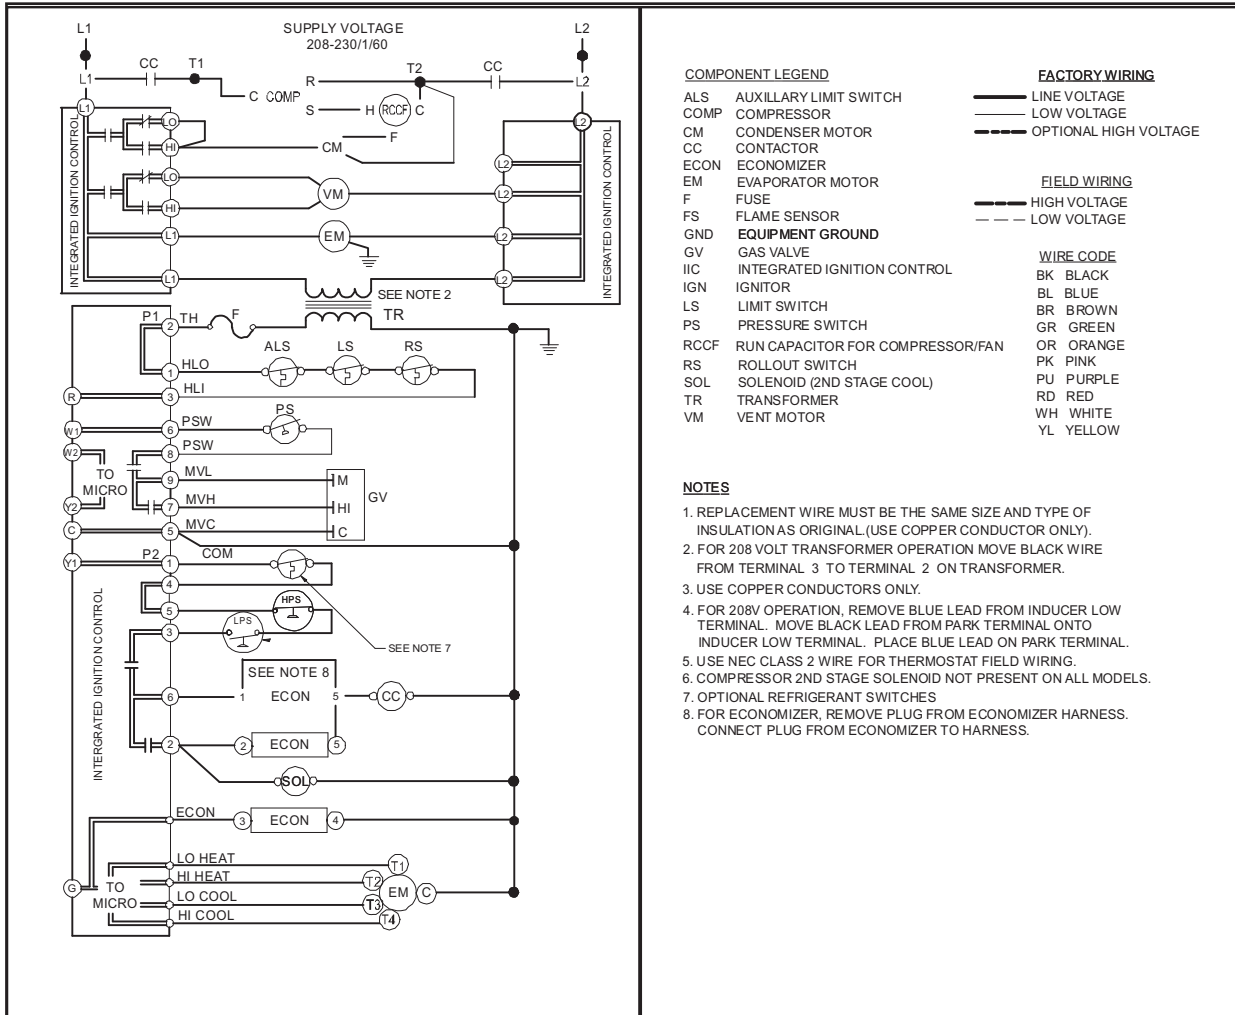 L1
SUPPLY VOLTAGE
208-230/1/60
L2
L1
CC
T1
R
T2
CC
L2
C COMP
S
H
RCCF
C
L1
LO
HI
F
CM
L2
L2
INTEGRATED IGNITION CONTROL
LO
HI
VM
L2
INTEGRATED IGNITION CONTROL
L1
EM
L2
L1
L2
SEE NOTE 2
TR
P1
2
TH
F
ALS
LS
RS
1
HLO
R
3
HLI
PS
W1
6
PSW
W2
8
PSW
TO
MICRO
9
MVL
M
GV
Y2
7
MVH
HI
C
5
MVC
C
P2
COM
Y1
1
4
5
HPS
LPS
3
SEE NOTE 7
INTERGRATED IGNITION CONTROL
SEE NOTE 8
6
1
ECON
5
CC
2
2
ECON
5
SOL
ECON
3
ECON
4
LO HEAT
T1
G
TO
MICRO
HI HEAT
T2
EM
C
LO COOL
T3
HI COOL
T4
COMPONENT LEGEND
ALS AUXILLARY LIMIT SWITCH
COMP COMPRESSOR
CM CONDENSER MOTOR
CC CONTACTOR
ECON ECONOMIZER
EM EVAPORATOR MOTOR
F FUSE
FS FLAME SENSOR
GND EQUIPMENT GROUND
GV GAS VALVE
IIC INTEGRATED IGNITION CONTROL
IGN IGNITOR
LS LIMIT SWITCH
PS PRESSURE SWITCH
RCCF RUN CAPACITOR FOR COMPRESSOR/FAN
RS ROLLOUT SWITCH
SOL SOLENOID (2ND STAGE COOL)
TR TRANSFORMER
VM VENT MOTOR
FACTORY WIRING
LINE VOLTAGE
LOW VOLTAGE
OPTIONAL HIGH VOLTAGE
FIELD WIRING
HIGH VOLTAGE
LOW VOLTAGE
WIRE CODE
BK BLACK
BL BLUE
BR BROWN
GR GREEN
OR ORANGE
PK PINK
PU PURPLE
RD RED
WH WHITE
YL YELLOW
NOTES
1. REPLACEMENT WIRE MUST BE THE SAME SIZE AND TYPE OF
INSULATION AS ORIGINAL.(USE COPPER CONDUCTOR ONLY).
2. FOR 208 VOLT TRANSFORMER OPERATION MOVE BLACK WIRE
FROM TERMINAL 3 TO TERMINAL 2 ON TRANSFORMER.
3. USE COPPER CONDUCTORS ONLY.
4. FOR 208V OPERATION, REMOVE BLUE LEAD FROM INDUCER LOW
TERMINAL. MOVE BLACK LEAD FROM PARK TERMINAL ONTO
INDUCER LOW TERMINAL. PLACE BLUE LEAD ON PARK TERMINAL.
5. USE NEC CLASS 2 WIRE FOR THERMOSTAT FIELD WIRING.
6. COMPRESSOR 2ND STAGE SOLENOID NOT PRESENT ON ALL MODELS.
7. OPTIONAL REFRIGERANT SWITCHES
8. FOR ECONOMIZER, REMOVE PLUG FROM ECONOMIZER HARNESS.
CONNECT PLUG FROM ECONOMIZER TO HARNESS.